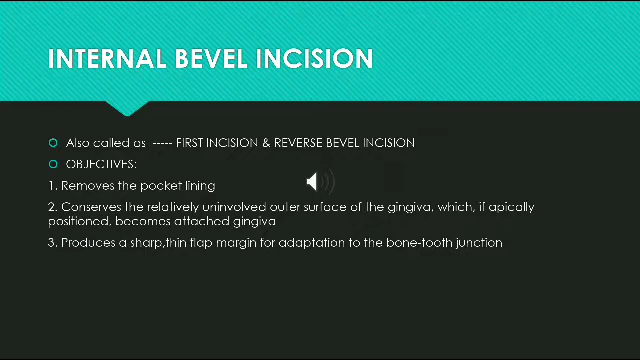 INTERNAL BEVEL INCISION
Also called as ----- FIRST INCISION & REVERSE BEVEL INCISION
OBJECTIVES:
1. Removes the pocket lining
2. Conserves the relatively uninvolved outer surface of the gingiva, which, if apically
positioned, becomes attached gingiva
3. Produces a sharp,thin flap margin for adaptation to the bone-tooth junction